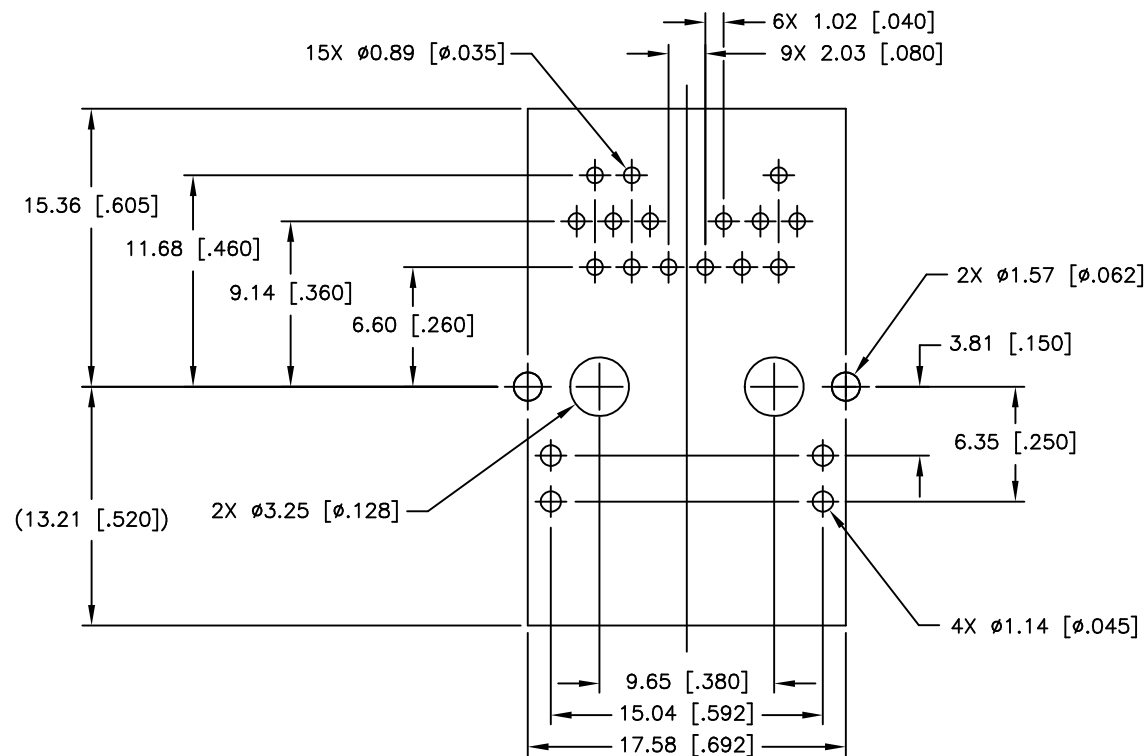 6X 1.02 [.040]
15X ø0.89 [ø.035]
9X 2.03 [.080]
15.36 [.605]
11.68 [.460]
9.14 [.360]
6.60 [.260]
2X ø1.57 [ø.062]
3.81 [.150]
6.35 [.250]
(13.21 [.520])
2X ø3.25 [ø.128]
4X ø1.14 [ø.045]
9.65 [.380]
15.04 [.592]
17.58 [.692]